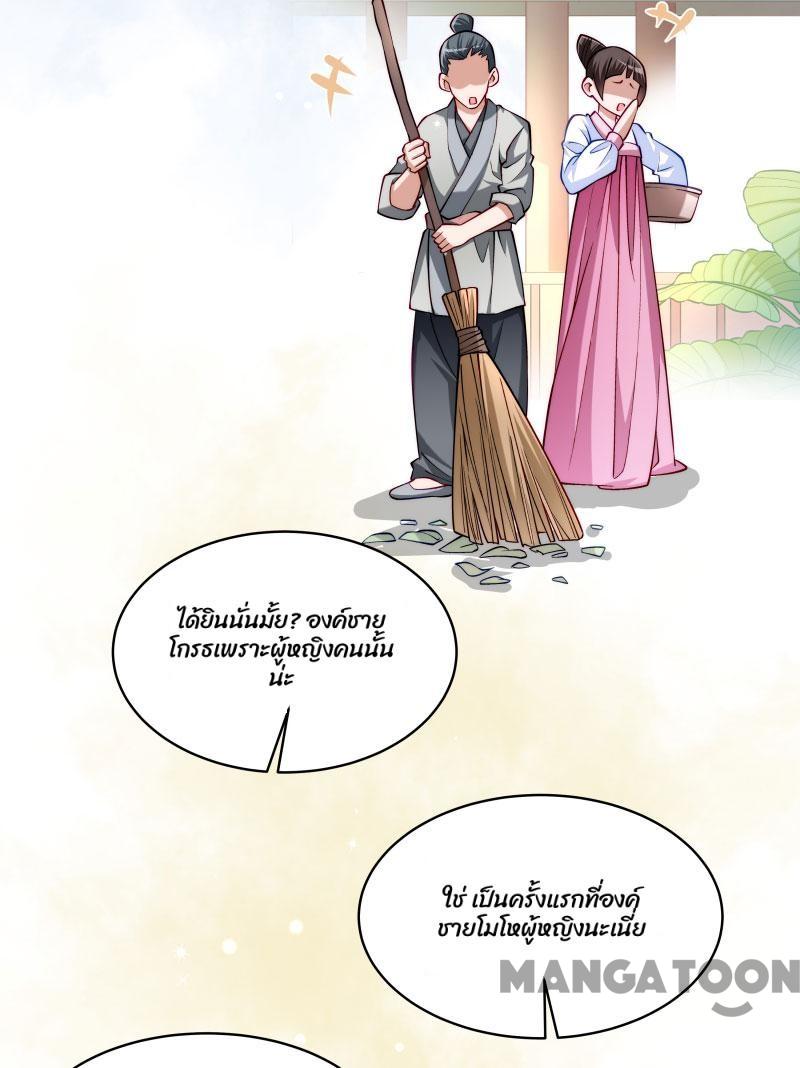 ได้ยินนั่นมั้ย? องค์ชาย
โกรธเพราะผู้หญิงคนนั้น
น่ะ
ใช่ เป็นครั้งแรกที่องค์
ชายโมโหผู้หญิงนะเนี่ย
MANGATOON